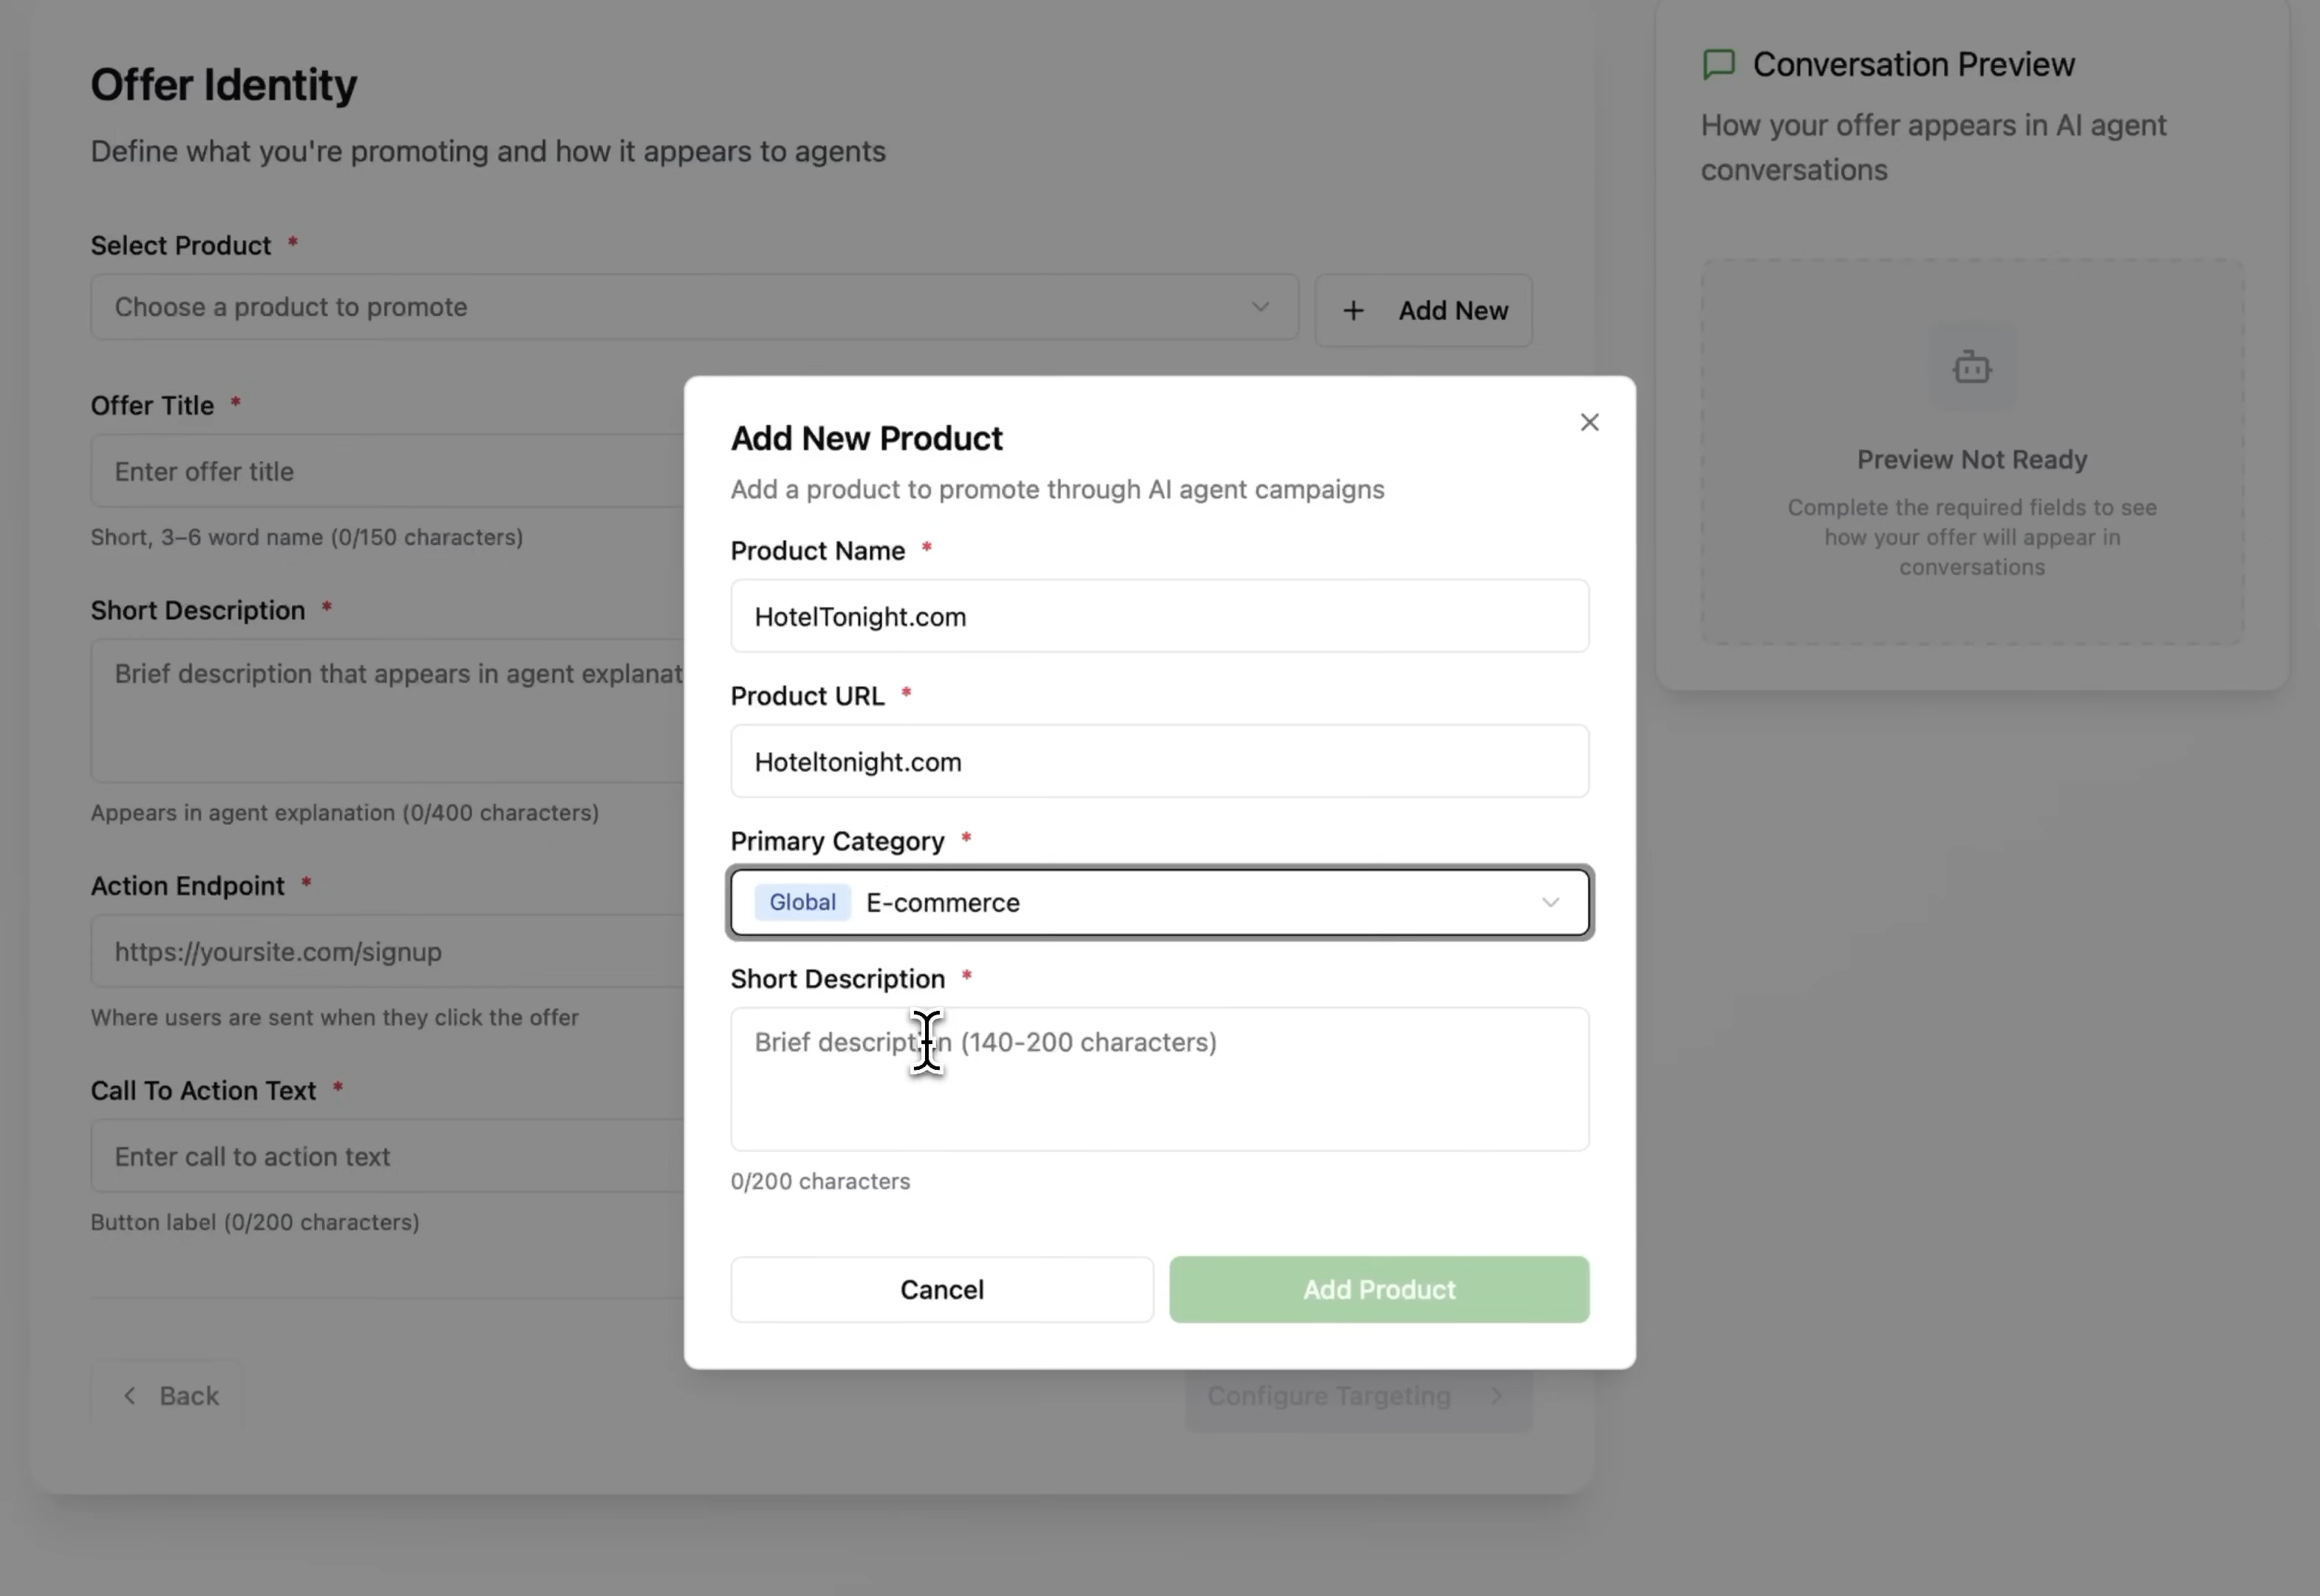 Offer Identity
Define what you're promoting and how it appears to agents
Select Product *
Choose a product to promote
+ Add New
Offer Title *
Enter offer title
Short, 3–6 word name (0/150 characters)
Short Description *
Brief description that appears in agent
Appears in agent explanation (0/400 characters)
Action Endpoint *
https://yoursite.com/signup
Where users are sent when they click the offer
Call To Action Text *
Enter call to action text
Button label (0/200 characters)
Back
Configure Targeting
Add New Product
Add a product to promote through AI agent campaigns
Product Name *
HotelTonight.com
Product URL *
Hoteltonight.com
Primary Category *
Global E-commerce
Short Description *
Brief description (140-200 characters)
0/200 characters
Cancel
Add Product
Conversation Preview
How your offer appears in AI agent
conversations
Preview Not Ready
Complete the required fields to see
how your offer will appear in
conversations